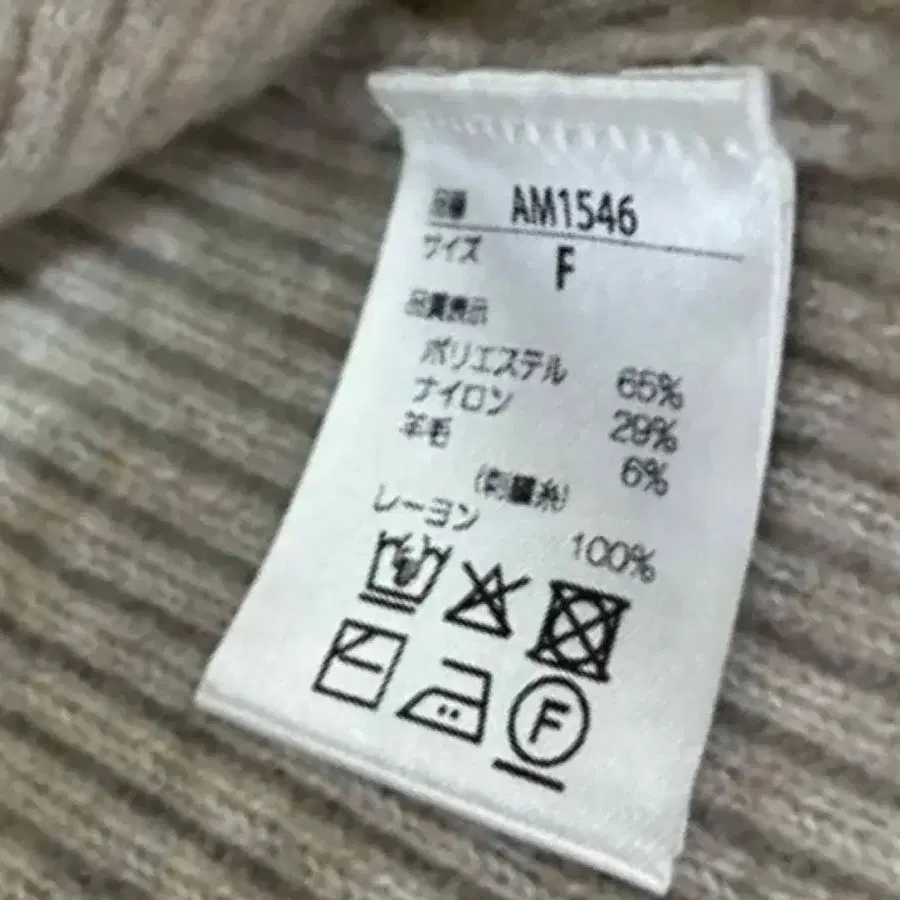 品番 AM1546
サイズ F
品質表示
ポリエステル 65%
ナイロン 29%
羊毛 6%
(刺繍糸)
レーヨン 100%
F